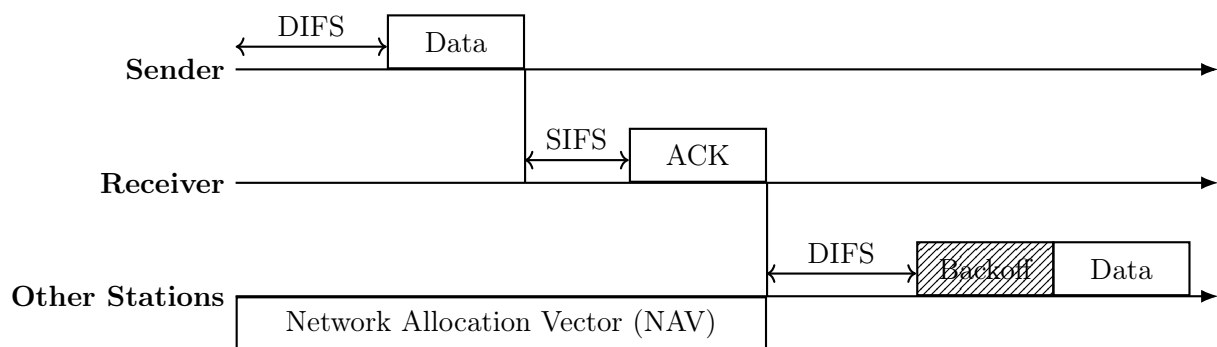 DIFS
Data
Sender
SIFS
ACK
Receiver
DIFS
Backoff
Data
Other Stations
Network Allocation Vector (NAV)